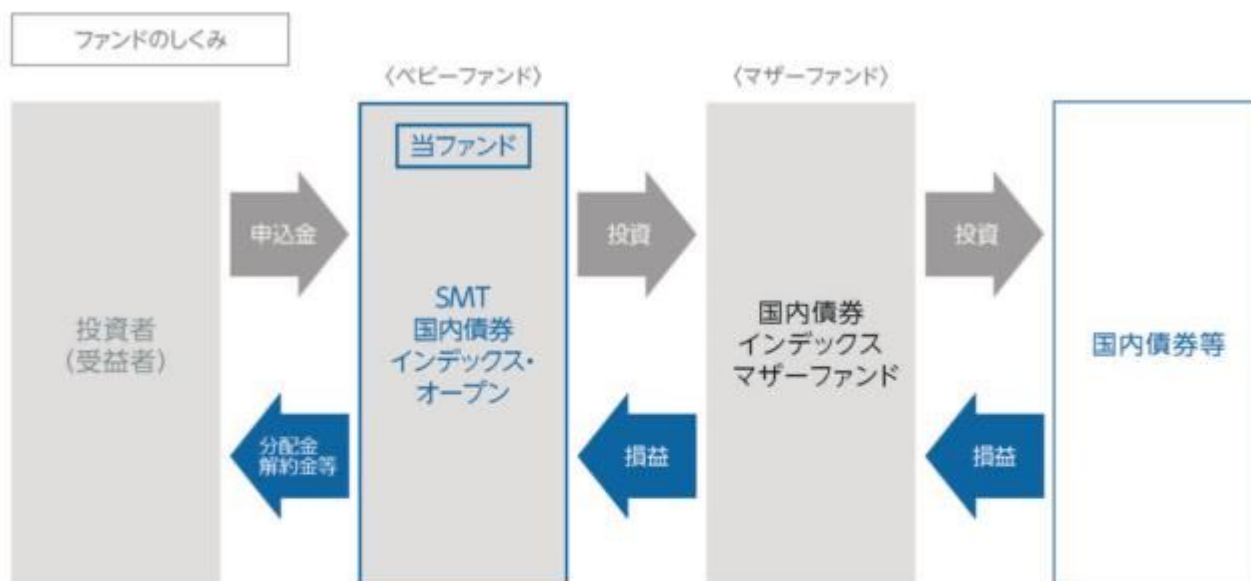 ファンドのしくみ
〈ベビーファンド〉
〈マザーファンド〉
当ファンド
申込金
投資
投資
投資者
(受益者)
SMT
国内債券
インデックス・
オープン
国内債券
インデックス
マザーファンド
国内債券等
分配金
解約金等
損益
損益